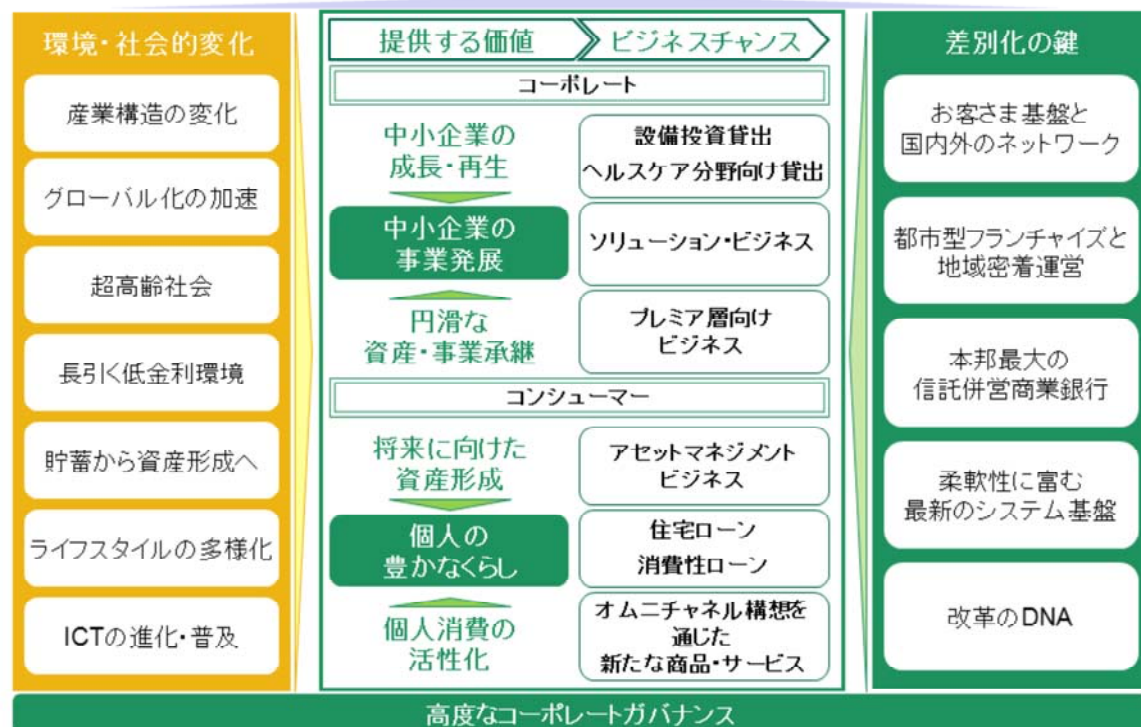 環境・社会的変化
産業構造の変化
グローバル化の加速
超高齢社会
長引く低金利環境
貯蓄から資産形成へ
ライフスタイルの多様化
ICTの進化・普及
提供する価値
ビジネスチャンス
コーポレート
中小企業の
成長・再生
設備投資貸出
ヘルスケア分野向け貸出
中小企業の
事業発展
ソリューション・ビジネス
円滑な
資産・事業承継
プレミア層向け
ビジネス
コンシューマー
将来に向けた
資産形成
アセットマネジメント
ビジネス
個人の
豊かなくらし
住宅ローン
消費性ローン
個人消費の
活性化
オムニチャネル構想を
通じた
新たな商品・サービス
差別化の鍵
お客さま基盤と
国内外のネットワーク
都市型フランチャイズと
地域密着運営
本邦最大の
信託併営商業銀行
柔軟性に富む
最新のシステム基盤
改革のDNA
高度なコーポレートガバナンス